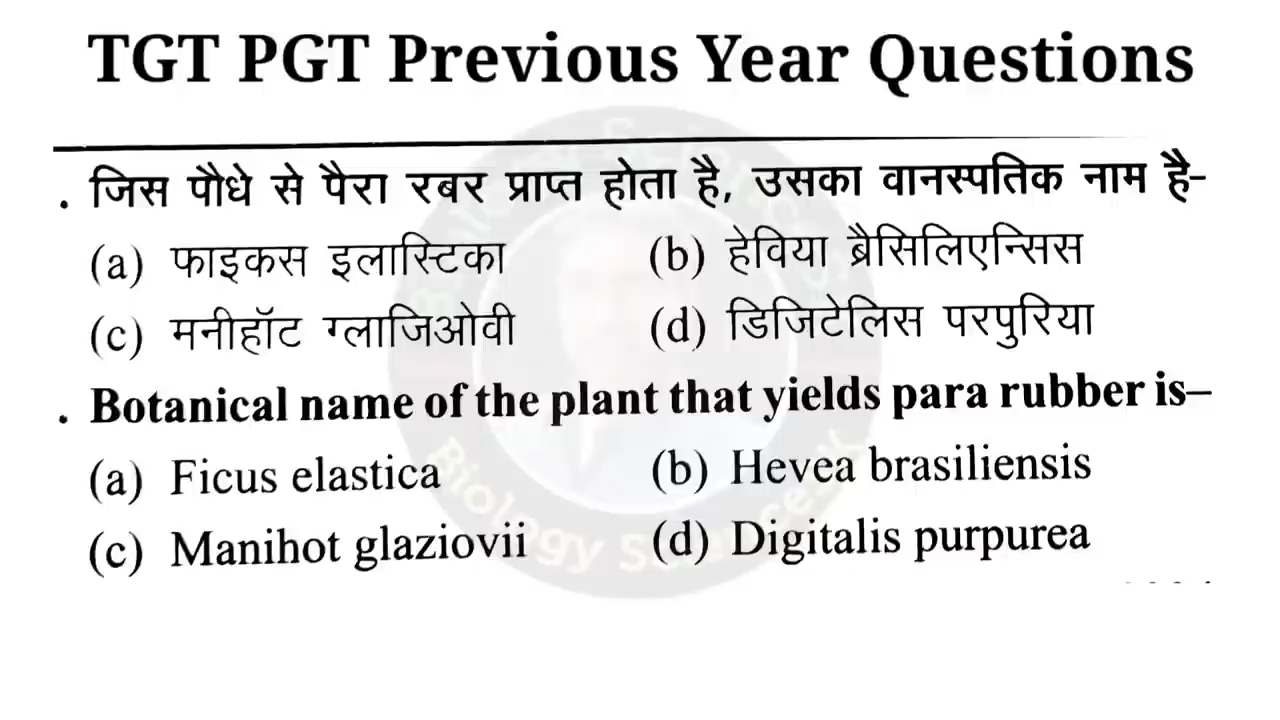 TGT PGT Previous Year Questions
. जिस पौधे से पैरा रबर प्राप्त होता है, उसका वानस्पतिक नाम है-
(a) फाइकस इलास्टिका (b) हेविया ब्रैसिलिएन्सिस
(c) मनीहॉट ग्लाजिओवी (d) डिजिटेलिस परपुरिया
. Botanical name of the plant that yields para rubber is–
(a) Ficus elastica (b) Hevea brasiliensis
(c) Manihot glaziovii (d) Digitalis purpurea